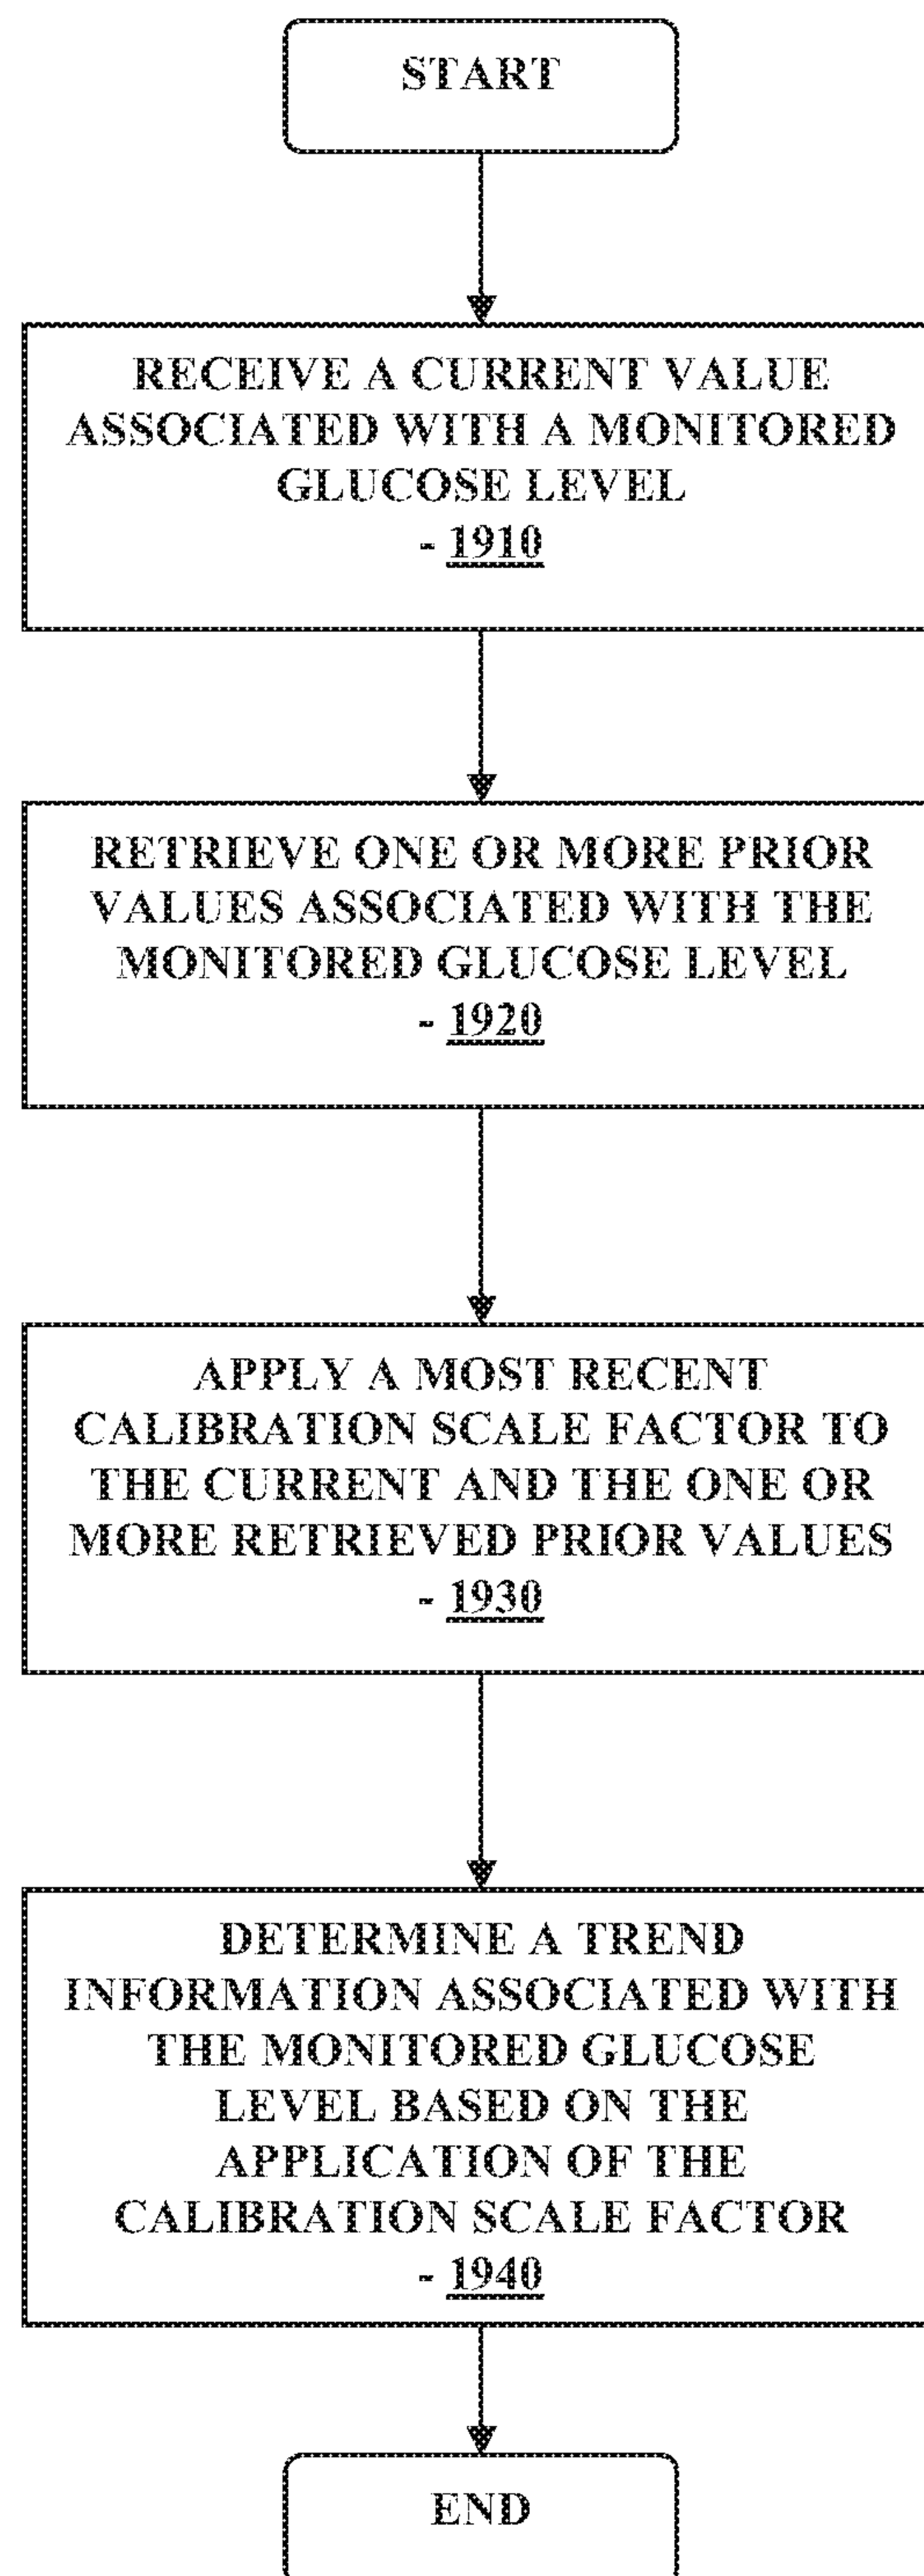 START
RECEIVE A CURRENT VALUE
ASSOCIATED WITH A MONITORED
GLUCOSE LEVEL
- 1910
RETRIEVE ONE OR MORE PRIOR
VALUES ASSOCIATED WITH THE
MONITORED GLUCOSE LEVEL
- 1920
APPLY A MOST RECENT
CALIBRATION SCALE FACTOR TO
THE CURRENT AND THE ONE OR
MORE RETRIEVED PRIOR VALUES
- 1930
DETERMINE A TREND
INFORMATION ASSOCIATED WITH
THE MONITORED GLUCOSE
LEVEL BASED ON THE
APPLICATION OF THE
CALIBRATION SCALE FACTOR
- 1940
END